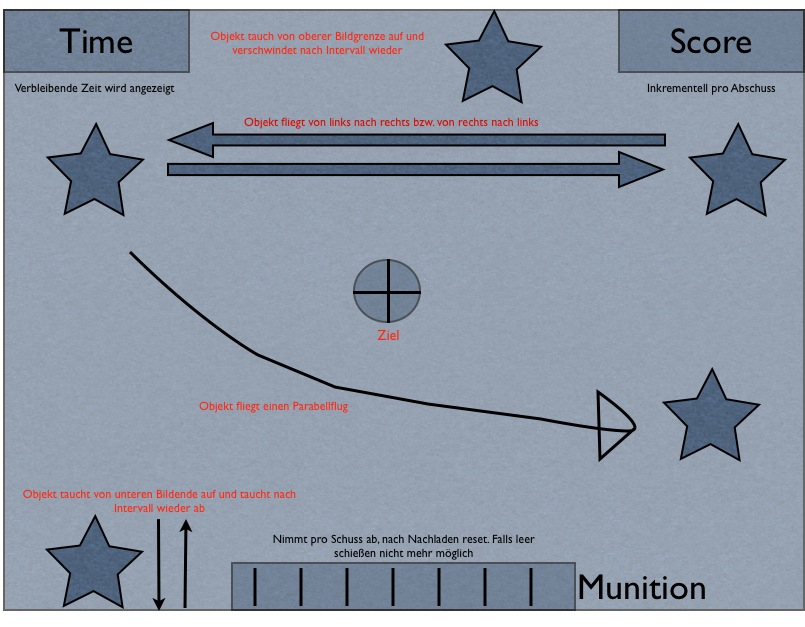 Time
Objekt tauch von oberer Bildgrenze auf und
verschwindet nach Intervall wieder
Score
Verbleibende Zeit wird angezeigt
Inkrementell pro Abschuss
Objekt fliegt von links nach rechts bzw. von rechts nach links
Ziel
Objekt fliegt einen Parabellflug
Objekt taucht von unteren Bildende auf und taucht nach
Intervall wieder ab
Nimmt pro Schuss ab, nach Nachladen reset. Falls leer
schießen nicht mehr möglich
Munition